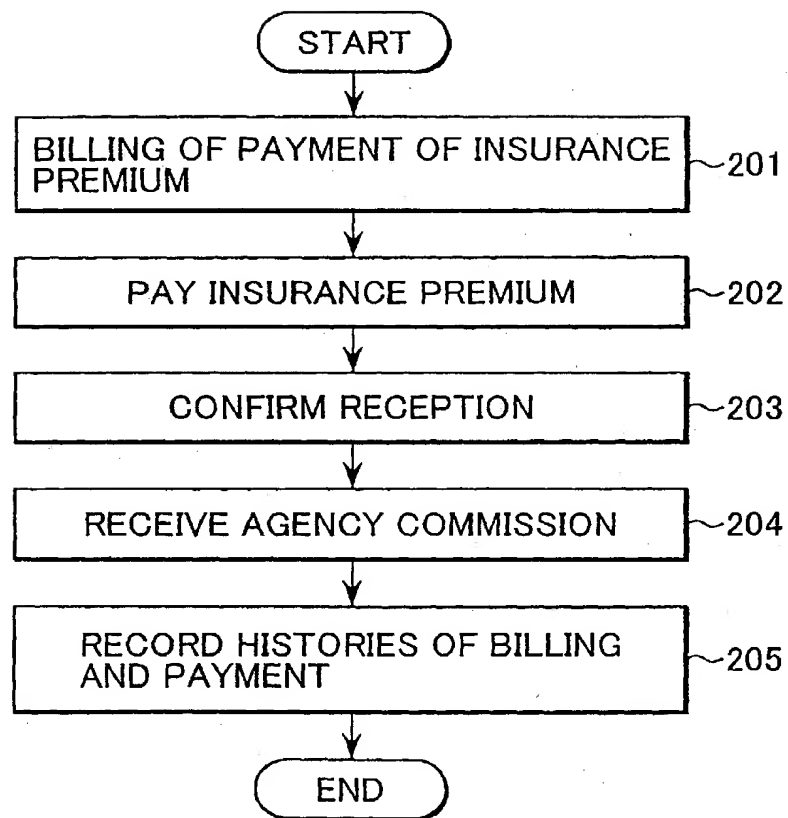 START
BILLING OF PAYMENT OF INSURANCE
PREMIUM
201
PAY INSURANCE PREMIUM
202
CONFIRM RECEPTION
203
RECEIVE AGENCY COMMISSION
204
RECORD HISTORIES OF BILLING
AND PAYMENT
205
END